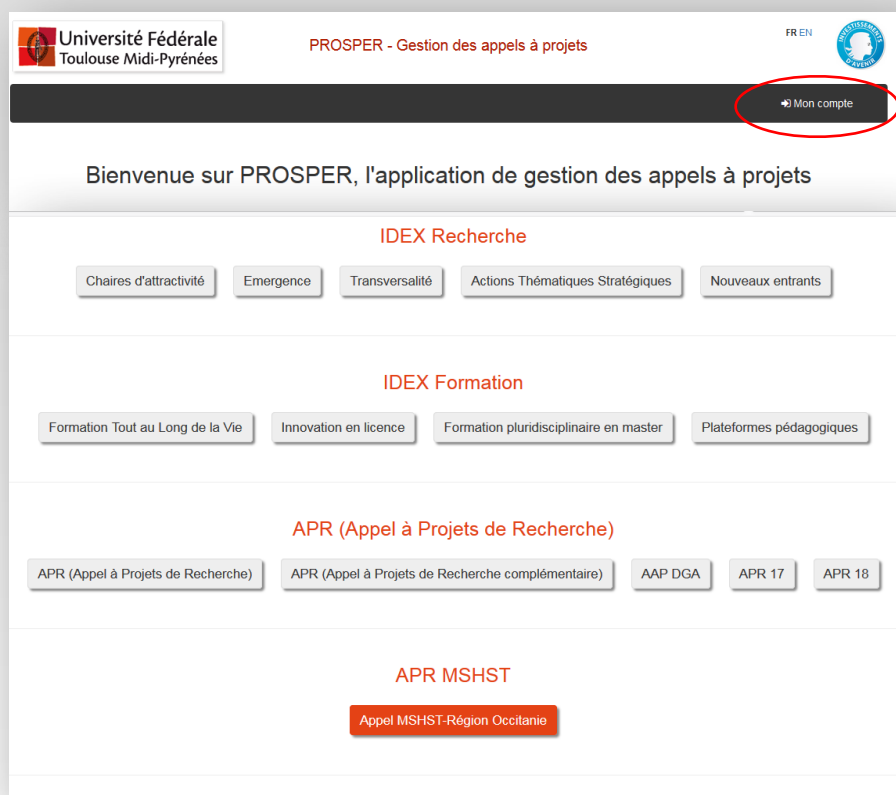 Université Fédérale
Toulouse Midi-Pyrénées
PROSPER - Gestion des appels à projets
FR EN
INVESTISSEMENTS
D'AVENIR
Mon compte
Bienvenue sur PROSPER, l'application de gestion des appels à projets
IDEX Recherche
Chaires d'attractivité Emergence Transversalité Actions Thématiques Stratégiques Nouveaux entrants
IDEX Formation
Formation Tout au Long de la Vie Innovation en licence Formation pluridisciplinaire en master Plateformes pédagogiques
APR (Appel à Projets de Recherche)
APR (Appel à Projets de Recherche) APR (Appel à Projets de Recherche complémentaire) AAP DGA APR 17 APR 18
APR MSHST
Appel MSHST-Région Occitanie